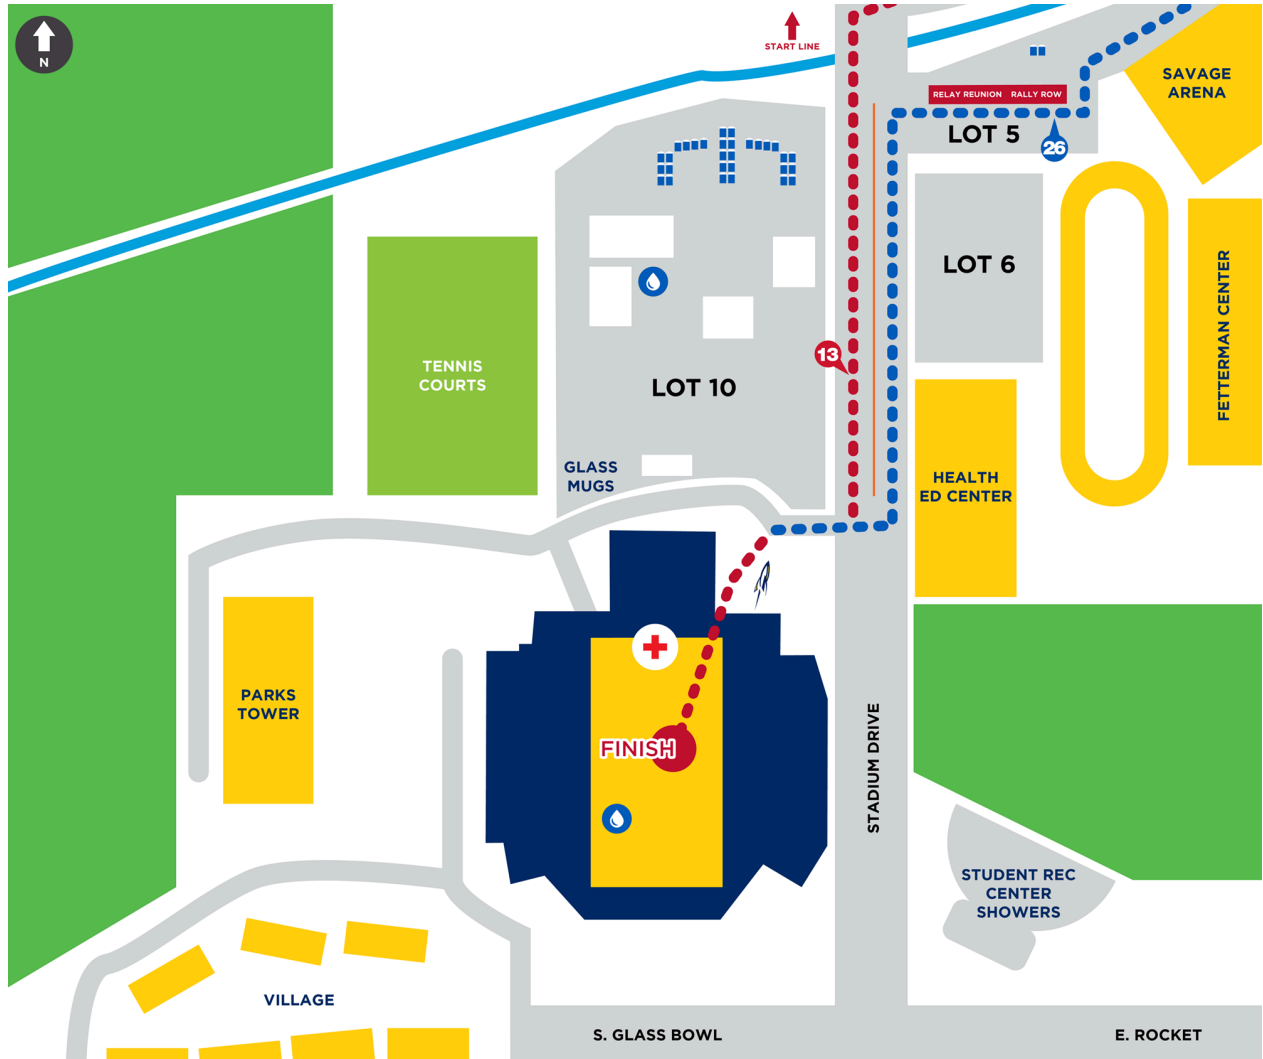 N
START LINE
SAVAGE
ARENA
RELAY REUNION RALLY ROW
LOT 5
26
LOT 6
FETTERMAN CENTER
13
TENNIS
COURTS
LOT 10
GLASS
MUGS
HEALTH
ED CENTER
PARKS
TOWER
FINISH
STADIUM DRIVE
STUDENT REC
CENTER
SHOWERS
VILLAGE
S. GLASS BOWL
E. ROCKET